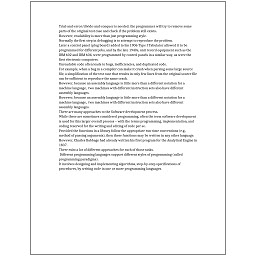 Trial-and-error/divide-and-conquer is needed: the programmer will try to remove some
parts of the original test case and check if the problem still exists.
However, readability is more than just programming style.
Normally the first step in debugging is to attempt to reproduce the problem.
Later a control panel (plug board) added to his 1906 Type I Tabulator allowed it to be
programmed for different jobs, and by the late 1940s, unit record equipment such as the
IBM 602 and IBM 604, were programmed by control panels in a similar way, as were the
first electronic computers.
Unreadable code often leads to bugs, inefficiencies, and duplicated code.
For example, when a bug in a compiler can make it crash when parsing some large source
file, a simplification of the test case that results in only few lines from the original source file
can be sufficient to reproduce the same crash.
However, because an assembly language is little more than a different notation for a
machine language, two machines with different instruction sets also have different
assembly languages.
However, because an assembly language is little more than a different notation for a
machine language, two machines with different instruction sets also have different
assembly languages.
There are many approaches to the Software development process.
While these are sometimes considered programming, often the term software development
is used for this larger overall process – with the terms programming, implementation, and
coding reserved for the writing and editing of code per se.
Provided the functions in a library follow the appropriate run-time conventions (e.g.,
method of passing arguments), then these functions may be written in any other language.
However, Charles Babbage had already written his first program for the Analytical Engine in
1837.
There exist a lot of different approaches for each of those tasks.
Different programming languages support different styles of programming (called
programming paradigms).
It involves designing and implementing algorithms, step-by-step specifications of
procedures, by writing code in one or more programming languages.